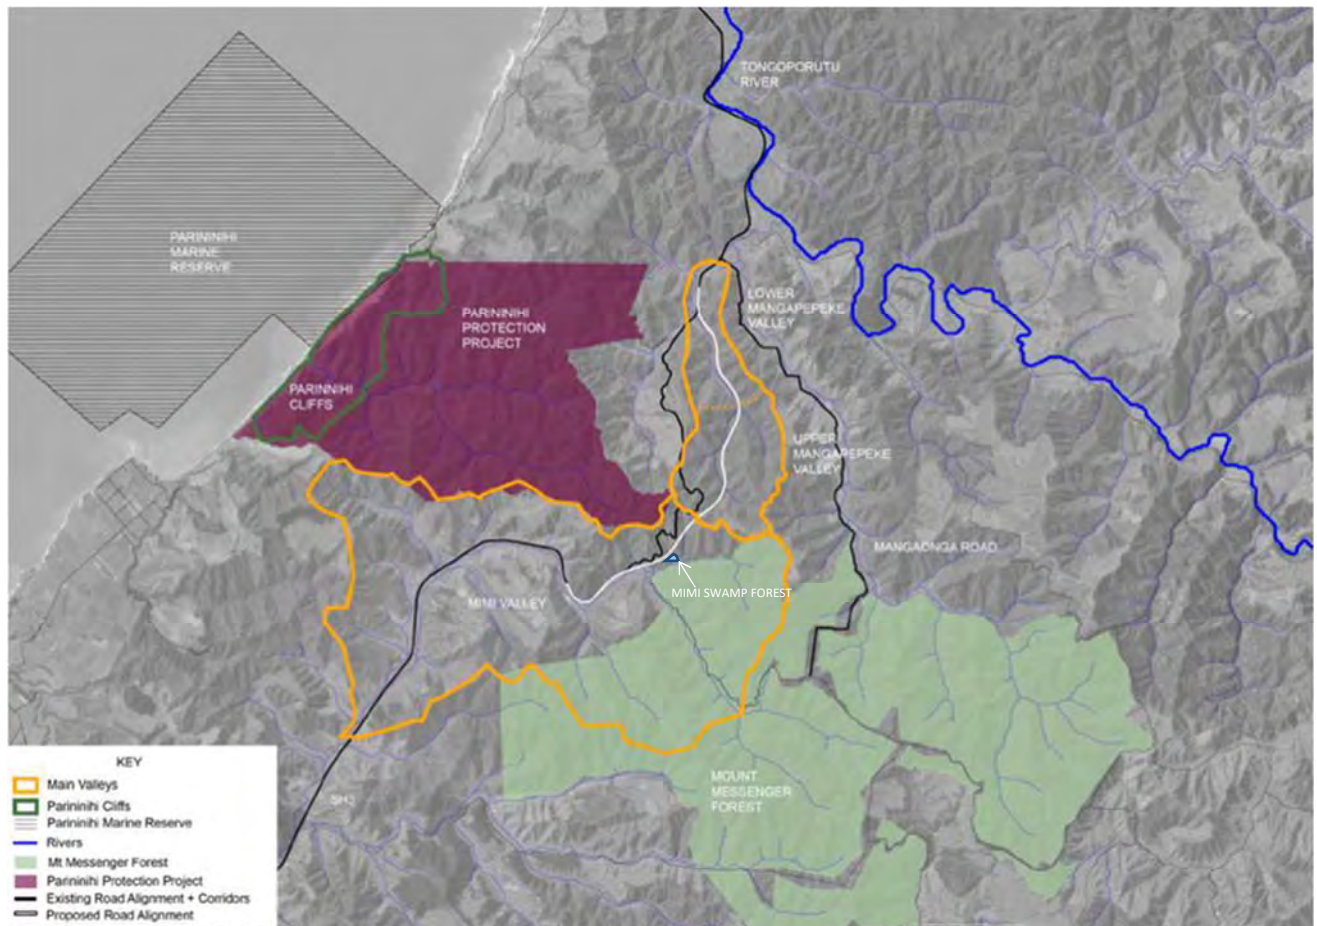 TONGOPORUTU
RIVER
PARININIHI
MARINE
RESERVE
LOWER
MANGAPEPEKE
VALLEY
PARININIHI
PROTECTION
PROJECT
PARINNIHI
CLIFFS
UPPER
MANGAPEPEKE
VALLEY
MANGAONGA ROAD
MIMI SWAMP FOREST
MIMI VALLEY
MOUNT
MESSENGER
FOREST
SH3
KEY
Main Valleys
Parininihi Cliffs
Parininihi Marine Reserve
Rivers
Mt Messenger Forest
Parininihi Protection Project
Existing Road Alignment + Corridors
Proposed Road Alignment